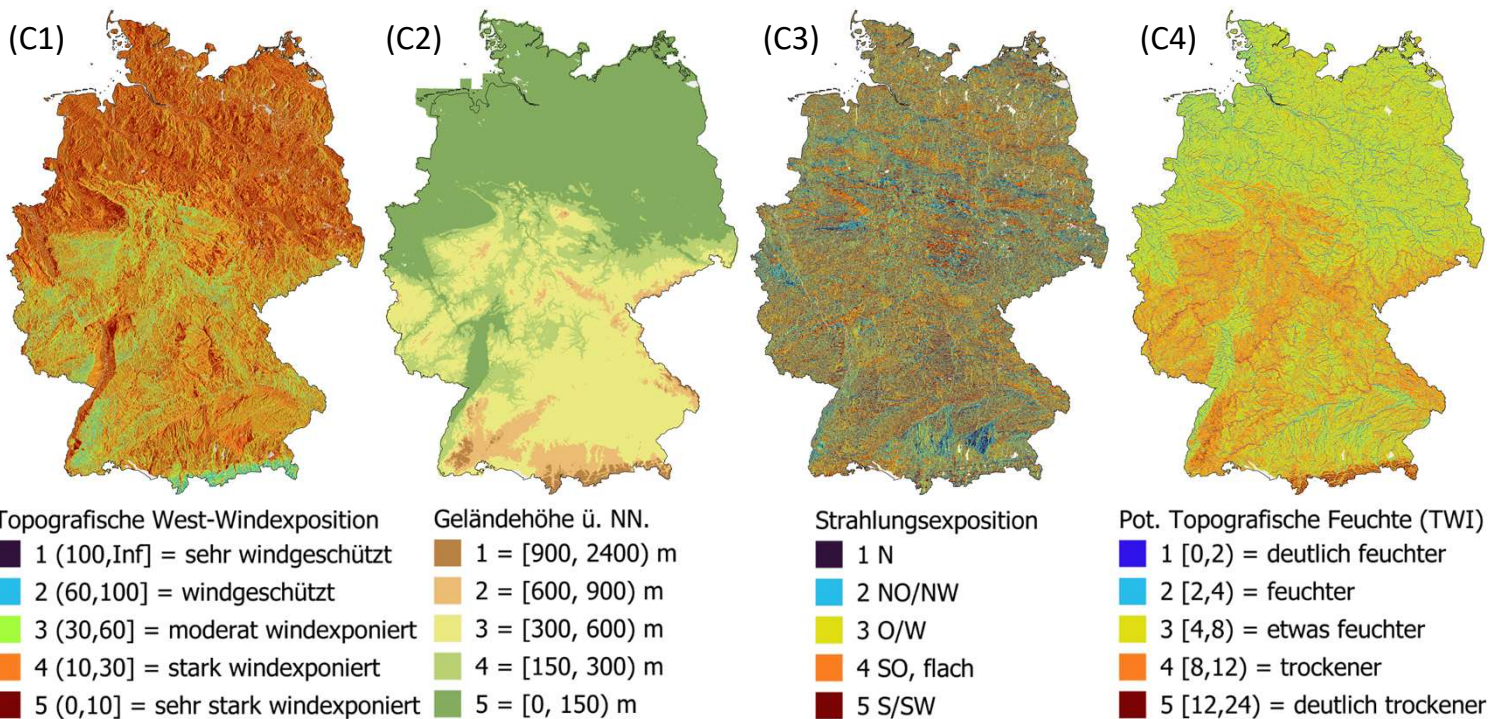 (C1)
(C2)
(C3)
(C4)
Topografische West-Windexposition
1 (100,Inf] = sehr windgeschützt
2 (60,100] = windgeschützt
3 (30,60] = moderat windexponiert
4 (10,30] = stark windexponiert
5 (0,10] = sehr stark windexponiert
Geländehöhe ü. NN.
1 = [900, 2400) m
2 = [600, 900) m
3 = [300, 600) m
4 = [150, 300) m
5 = [0, 150) m
Strahlungsexposition
1 N
2 NO/NW
3 O/W
4 SO, flach
5 S/SW
Pot. Topografische Feuchte (TWI)
1 [0,2) = deutlich feuchter
2 [2,4) = feuchter
3 [4,8) = etwas feuchter
4 [8,12) = trockener
5 [12,24) = deutlich trockener